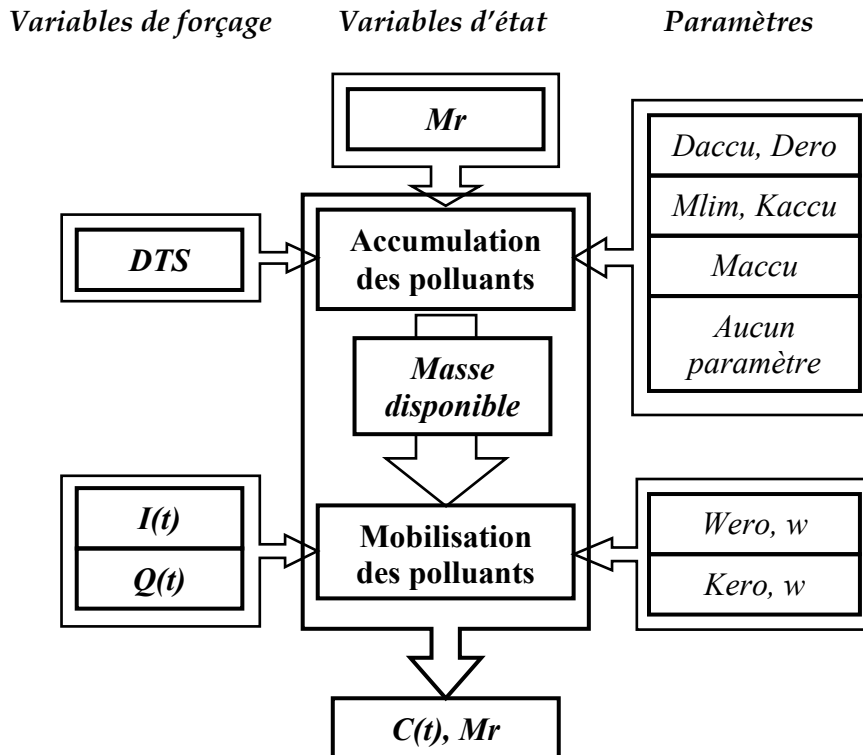 Variables de forçage
Variables d’état
Paramètres
Mr
DTS
Accumulation
des polluants
Daccu, Dero
Mlim, Kaccu
Maccu
Aucun
paramètre
Masse
disponible
I(t)
Q(t)
Mobilisation
des polluants
Wero, w
Kero, w
C(t), Mr